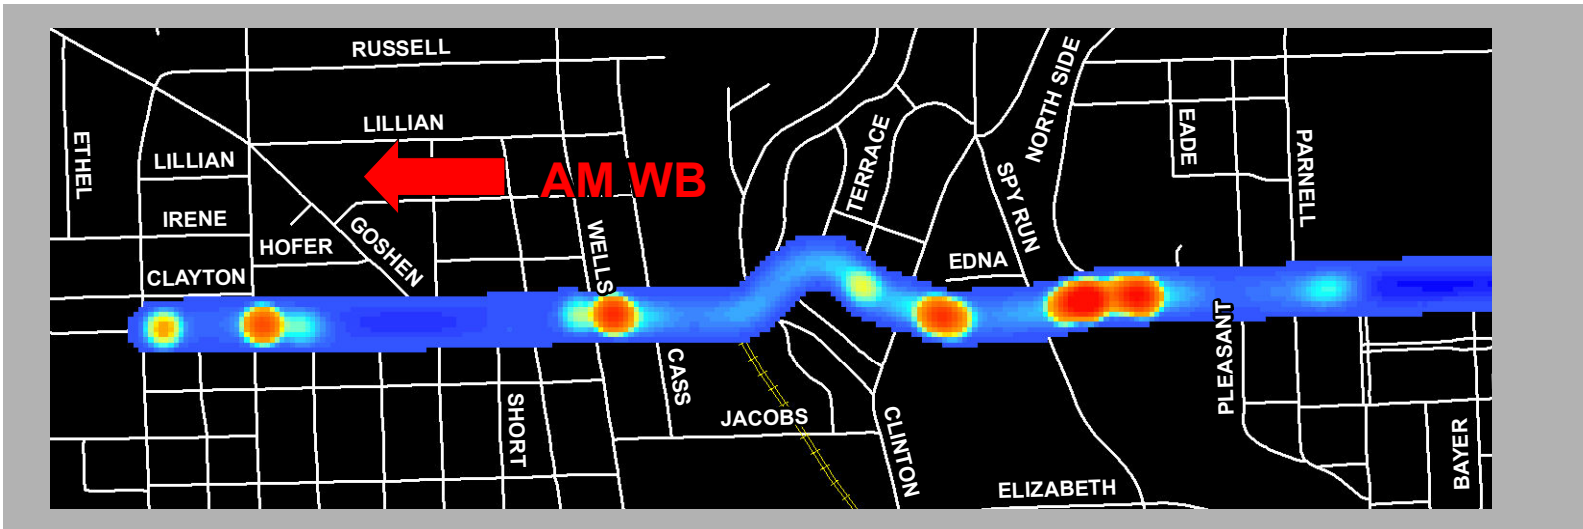 RUSSELL
NORTH SIDE
LILLIAN
EADE
ETHEL
LILLIAN
AM WB
TERRACE
PARNELL
SPY RUN
IRENE
HOFER
GOSHEN
WELLS
EDNA
CLAYTON
PLEASANT
CASS
SHORT
JACOBS
CLINTON
BAYER
ELIZABETH